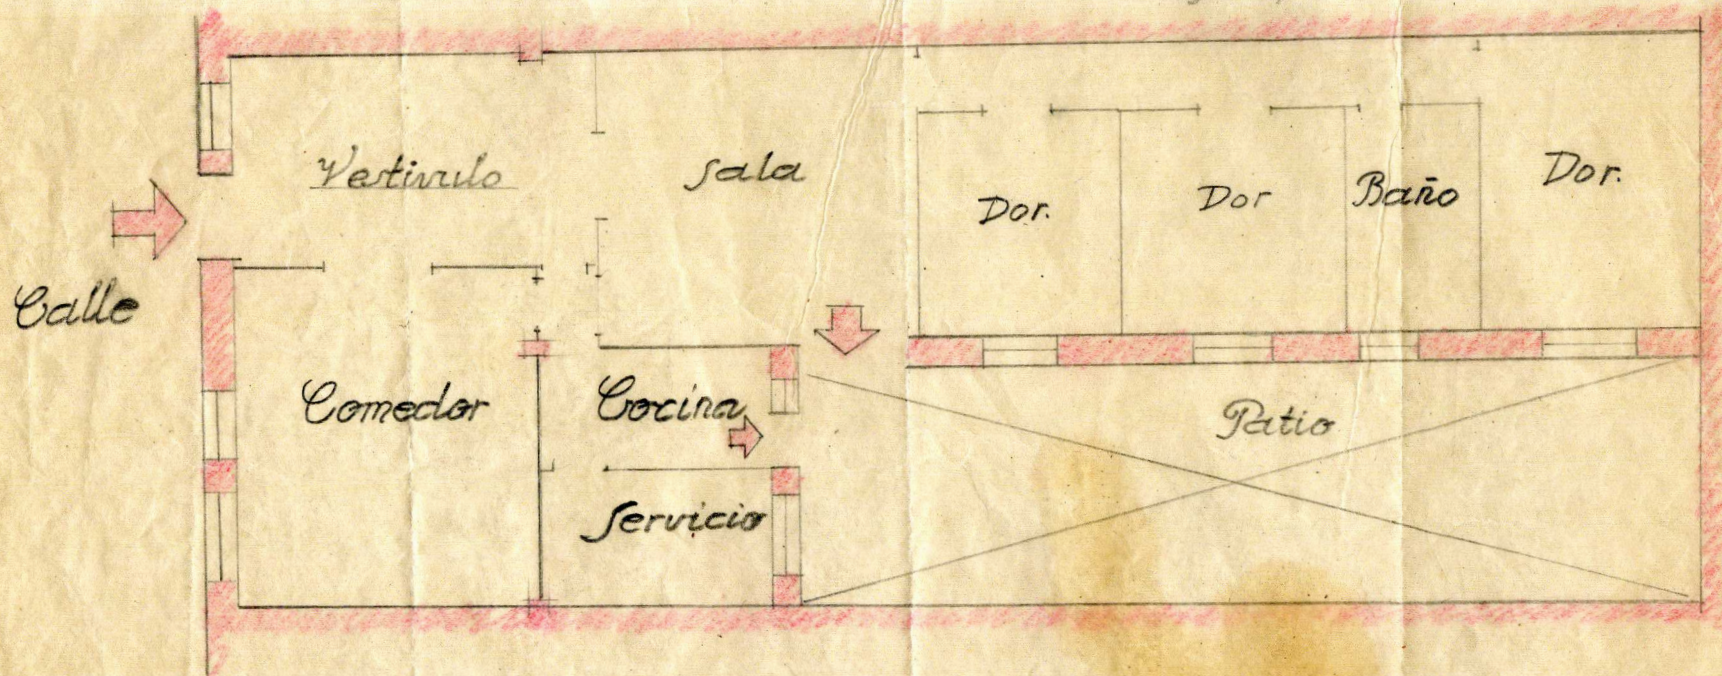 Vestivulo
Sala
Dor.
Dor
Baño
Dor.
Calle
Comedor
Cocina
Patio
Servicio